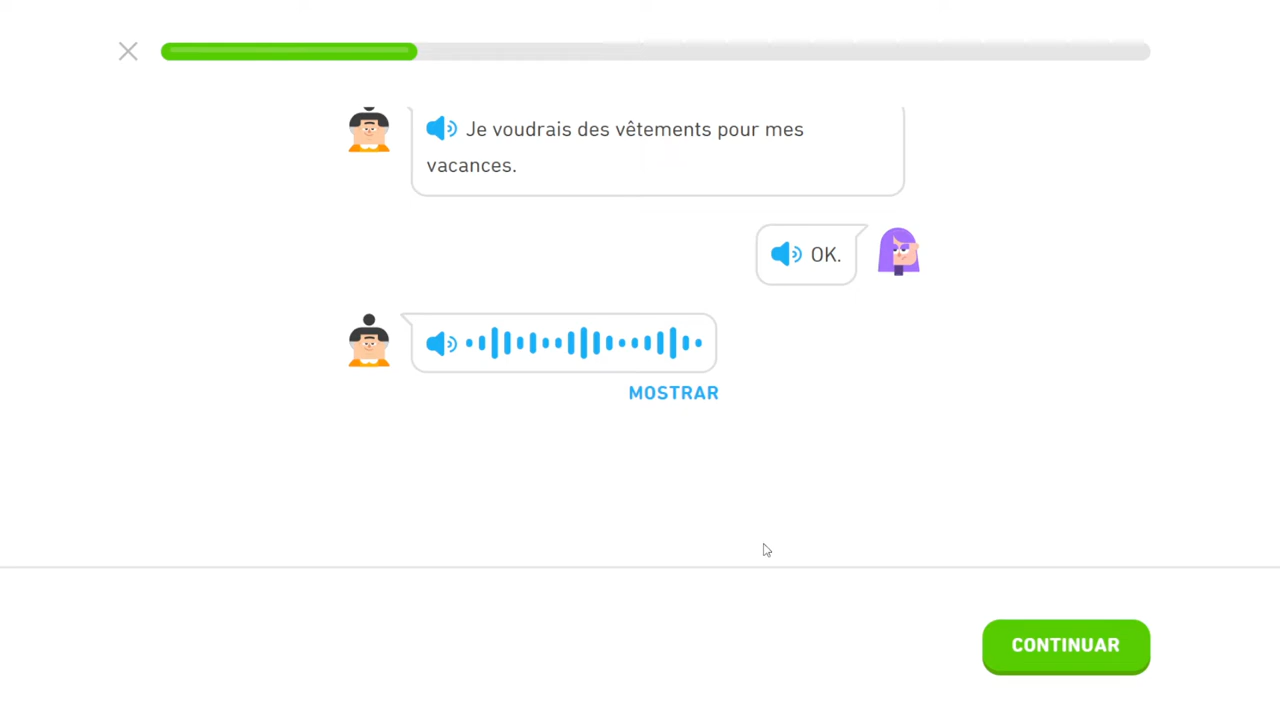 Je voudrais des vêtements pour mes
vacances.
OK.
MOSTRAR
CONTINUAR